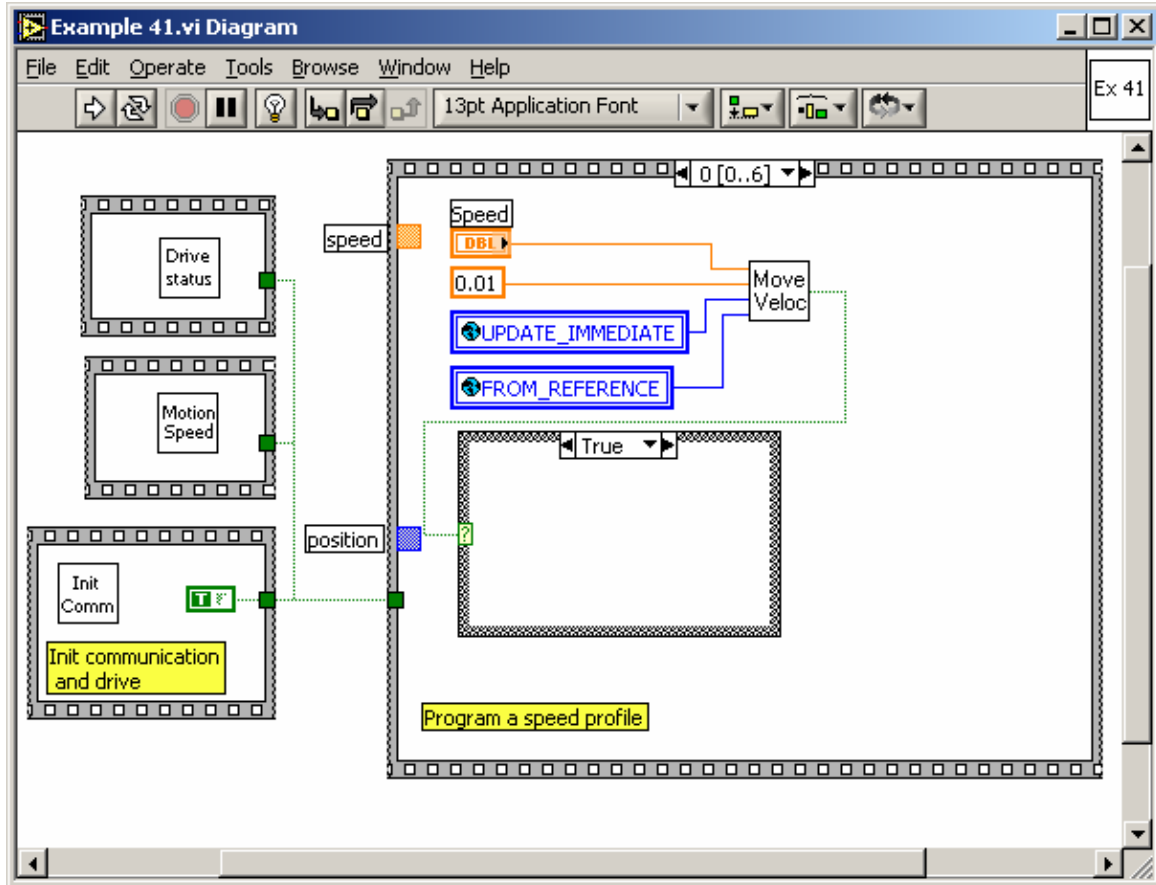 Example 41.vi Diagram
File Edit Operate Tools Browse Window Help
13pt Application Font
Ex 41
0 [0..6]
Drive
status
speed
Speed
DBL
0.01
Move
Veloc
UPDATE_IMMEDIATE
FROM_REFERENCE
Motion
Speed
True
position
?
Init
Comm
T
Init communication
and drive
Program a speed profile